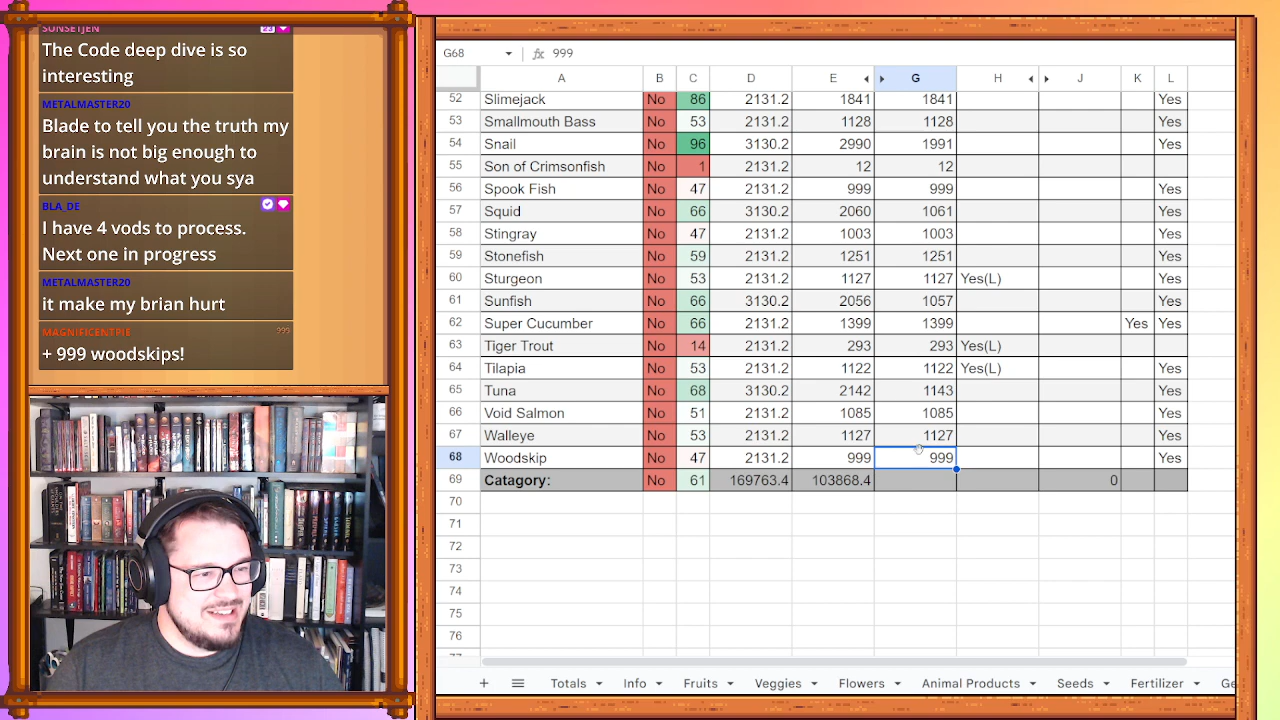 SUNSETJEN 23
The Code deep dive is so
interesting
METALMASTER20
Blade to tell you the truth my
brain is not big enough to
understand what you sya
BLA_DE
I have 4 vods to process.
Next one in progress
METALMASTER20
it make my brian hurt
MAGNIFICENTPIE 999
+ 999 woodskips!
G68 fx 999
A B C D E G H J K L
52 Slimejack No 86 2131.2 1841 1841 Yes
53 Smallmouth Bass No 53 2131.2 1128 1128 Yes
54 Snail No 96 3130.2 2990 1991 Yes
55 Son of Crimsonfish No 1 2131.2 12 12
56 Spook Fish No 47 2131.2 999 999 Yes
57 Squid No 66 3130.2 2060 1061 Yes
58 Stingray No 47 2131.2 1003 1003 Yes
59 Stonefish No 59 2131.2 1251 1251 Yes
60 Sturgeon No 53 2131.2 1127 1127 Yes(L) Yes
61 Sunfish No 66 3130.2 2056 1057 Yes
62 Super Cucumber No 66 2131.2 1399 1399 Yes Yes
63 Tiger Trout No 14 2131.2 293 293 Yes(L)
64 Tilapia No 53 2131.2 1122 1122 Yes(L) Yes
65 Tuna No 68 3130.2 2142 1143 Yes
66 Void Salmon No 51 2131.2 1085 1085 Yes
67 Walleye No 53 2131.2 1127 1127 Yes
68 Woodskip No 47 2131.2 999 999 Yes
69 Catagory: No 61 169763.4 103868.4 0
70
71
72
73
74
75
76
+ Totals Info Fruits Veggies Flowers Animal Products Seeds Fertilizer